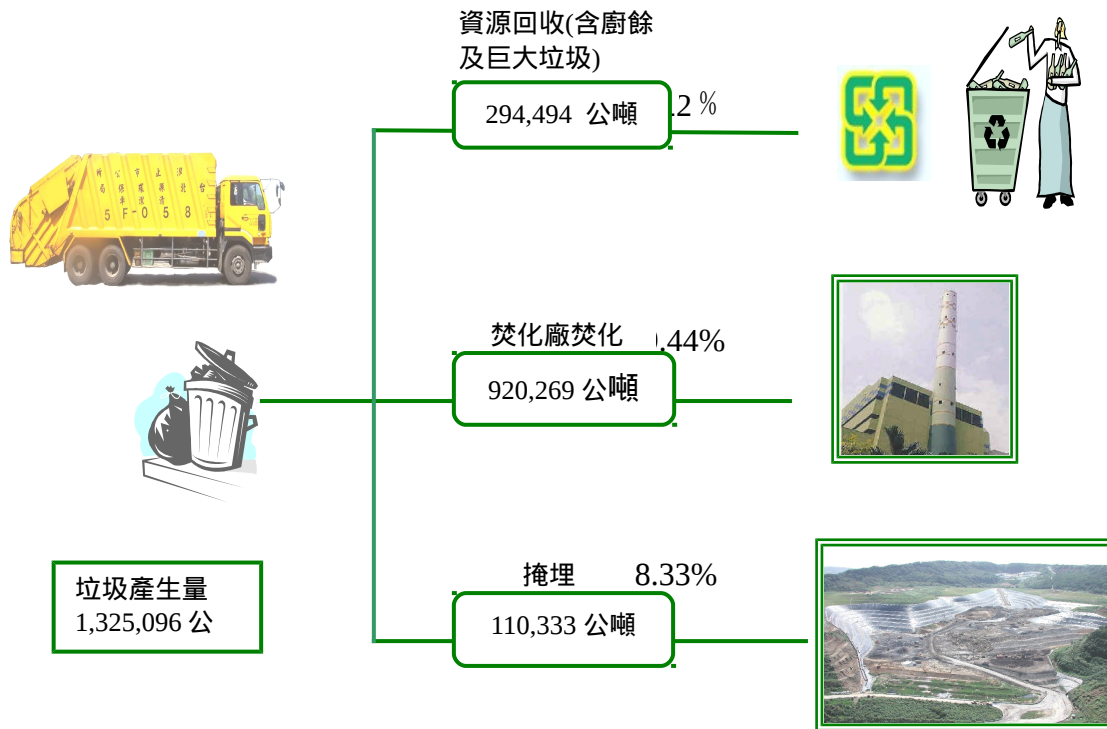 資源回收(含廚餘
及巨大垃圾)
294,494 公噸
.2 %
焚化廠焚化
.44%
920,269 公噸
掩埋
8.33%
110,333 公噸
垃圾產生量
1,325,096 公
5F-058